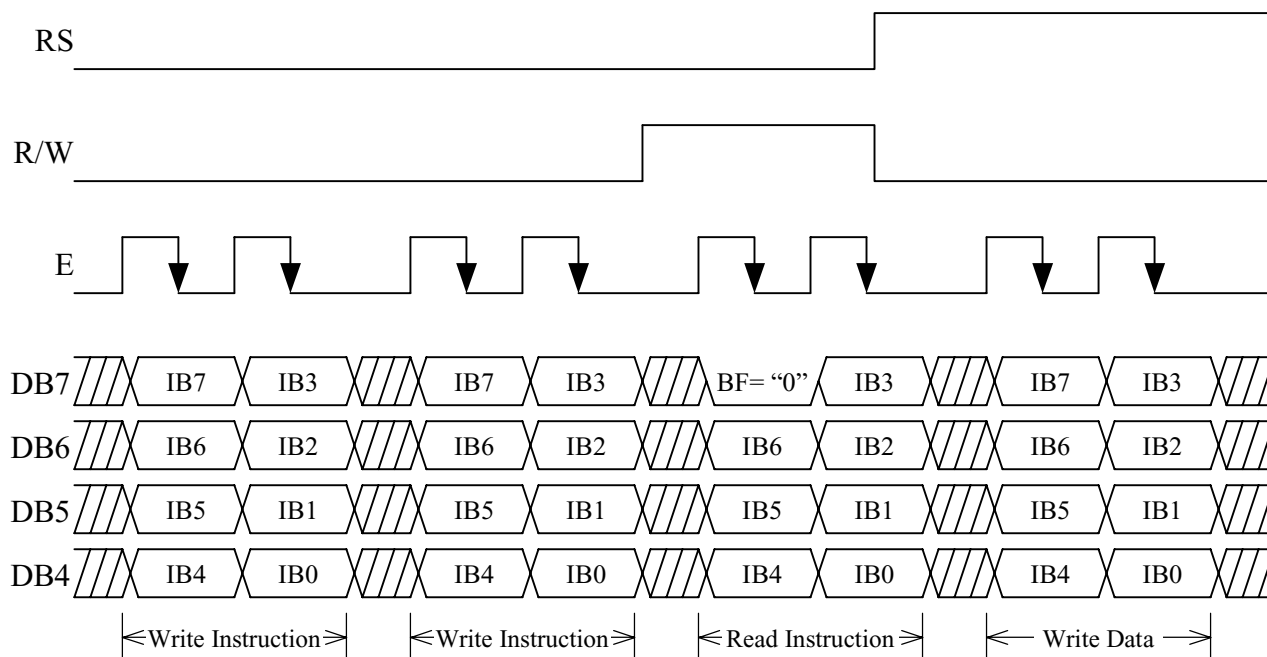 RS
R/W
E
DB7 IB7 IB3 IB7 IB3 BF= “0” IB3 IB7 IB3
DB6 IB6 IB2 IB6 IB2 IB6 IB2 IB6 IB2
DB5 IB5 IB1 IB5 IB1 IB5 IB1 IB5 IB1
DB4 IB4 IB0 IB4 IB0 IB4 IB0 IB4 IB0
Write Instruction Write Instruction Read Instruction Write Data